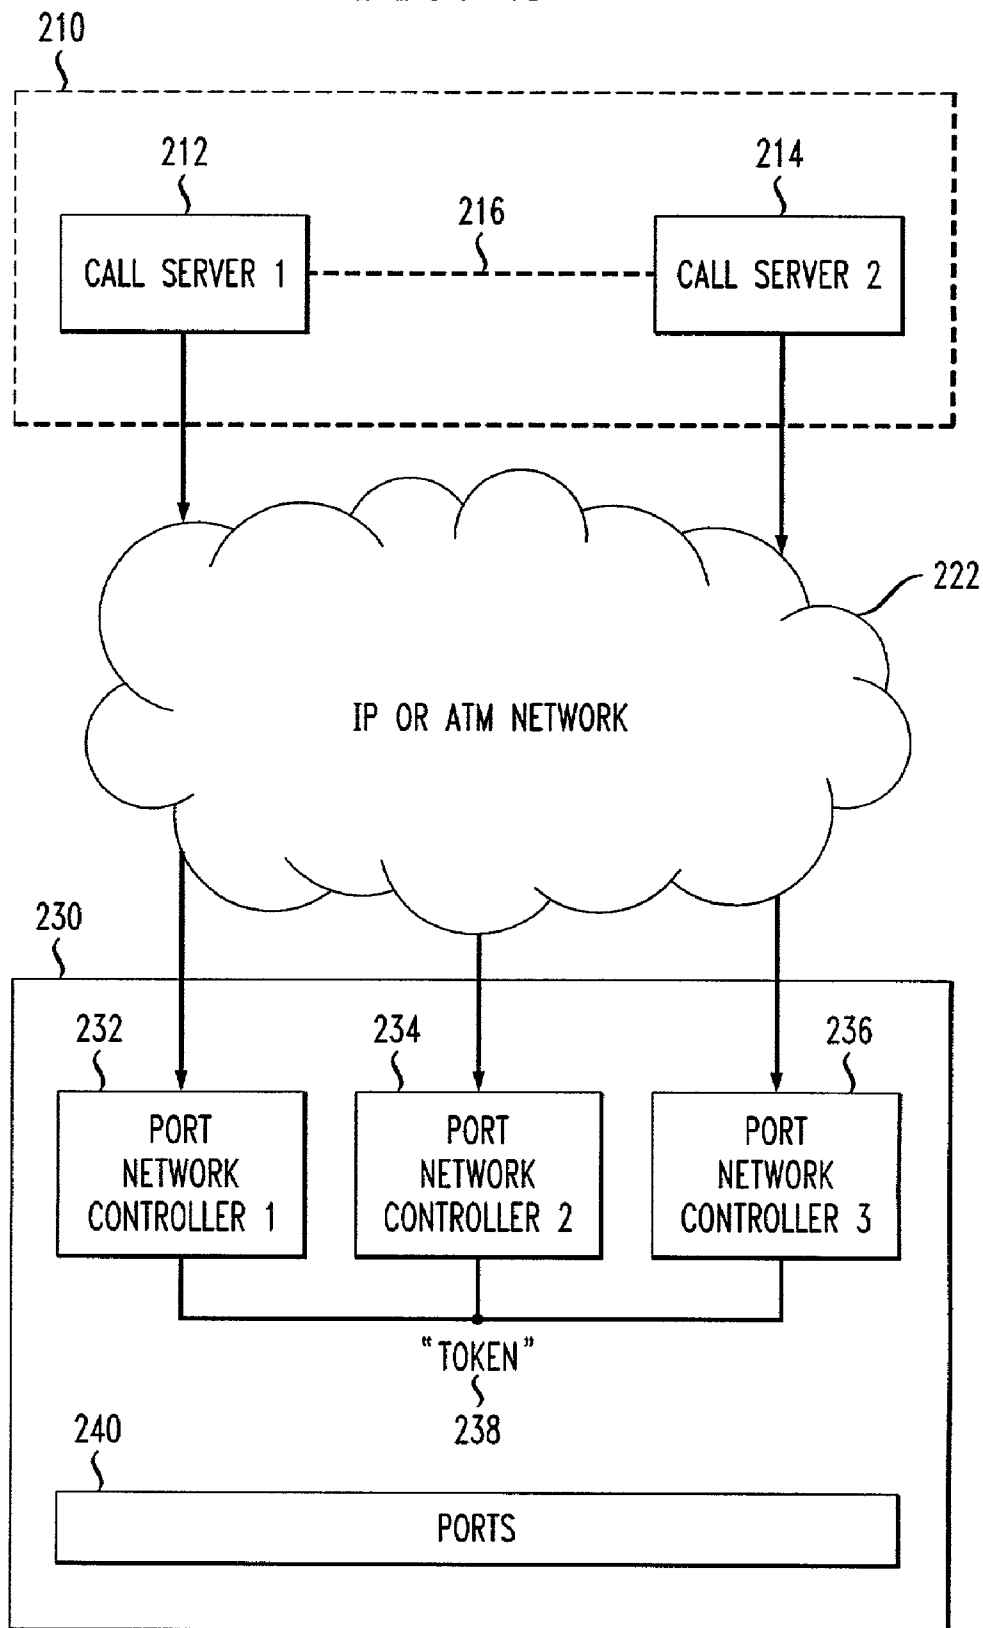 210
212
214
216
CALL SERVER 1
CALL SERVER 2
222
IP OR ATM NETWORK
230
232
234
236
PORT
NETWORK
CONTROLLER 1
PORT
NETWORK
CONTROLLER 2
PORT
NETWORK
CONTROLLER 3
"TOKEN"
238
240
PORTS